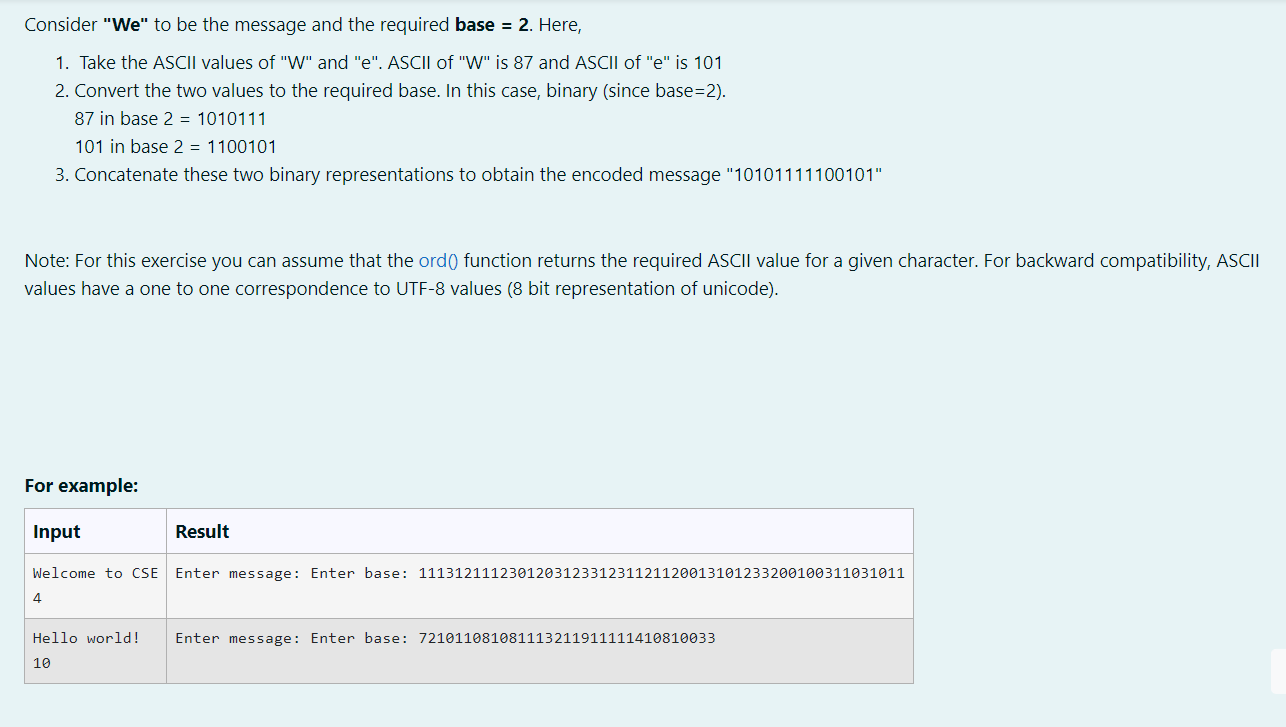 Consider "We" to be the message and the required base = 2. Here,
1. Take the ASCII values of "W" and "e". ASCII of "W" is 87 and ASCII of "e" is 101
2. Convert the two values to the required base. In this case, binary (since base=2).
87 in base 2 = 1010111
101 in base 2 = 1100101
3. Concatenate these two binary representations to obtain the encoded message "10101111100101"
Note: For this exercise you can assume that the ord() function returns the required ASCII value for a given character. For backward compatibility, ASCII
values have a one to one correspondence to UTF-8 values (8 bit representation of unicode).
For example:
Input Result
Welcome to CSE Enter message: Enter base: 111312111230120312331231121120013101233200100311031011
4
Hello world! Enter message: Enter base: 721011081081113211911111410810033
10